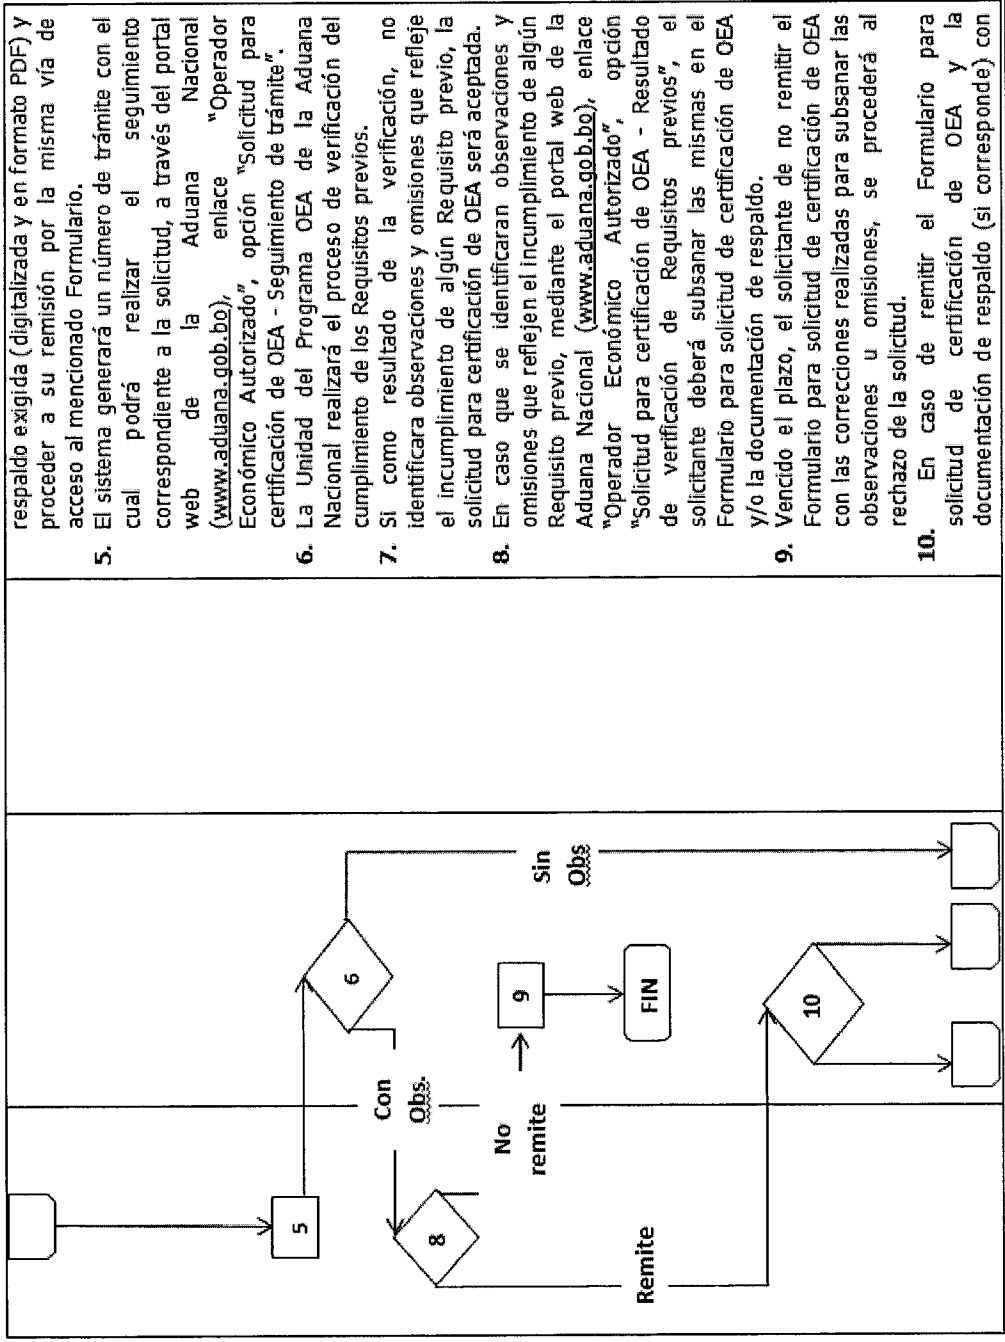 respaldo exigida (digitalizada y en formato PDF) y
proceder a su remisión por la misma vía de
acceso al mencionado Formulario.
5. El sistema generará un número de trámite con el
cual podrá realizar el seguimiento
correspondiente a la solicitud, a través del portal
web de la Aduana Nacional
(www.aduana.gob.bo), enlace "Operador
Económico Autorizado", opción "Solicitud para
certificación de OEA - Seguimiento de trámite".
6. La Unidad del Programa OEA de la Aduana
Nacional realizará el proceso de verificación del
cumplimiento de los Requisitos previos.
7. Si como resultado de la verificación, no
identificara observaciones y omisiones que refleje
el incumplimiento de algún Requisito previo, la
solicitud para certificación de OEA será aceptada.
8. En caso que se identificaran observaciones y
omisiones que reflejen el incumplimiento de algún
Requisito previo, mediante el portal web de la
Aduana Nacional (www.aduana.gob.bo), enlace
"Operador Económico Autorizado", opción
"Solicitud para certificación de OEA - Resultado
de verificación de Requisitos previos", el
solicitante deberá subsanar las mismas en el
Formulario para solicitud de certificación de OEA
y/o la documentación de respaldo.
9. Vencido el plazo, el solicitante de no remitir el
Formulario para solicitud de certificación de OEA
con las correcciones realizadas para subsanar las
observaciones u omisiones, se procederá al
rechazo de la solicitud.
10. En caso de remitir el Formulario para
solicitud de certificación de OEA y la
documentación de respaldo (si corresponde) con
5
6
Con
Obs.
Sin
Obs
8
No
remite
9
FIN
Remite
10